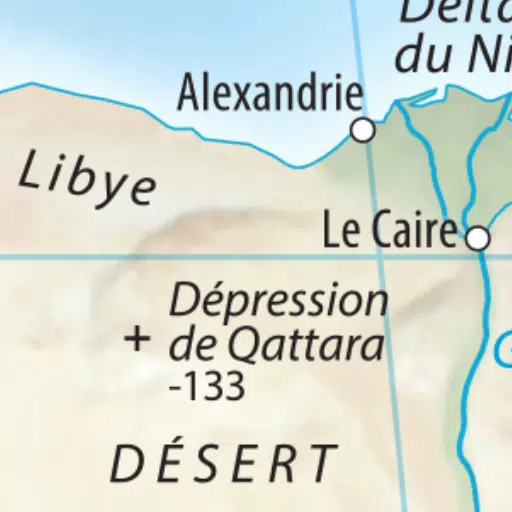 Delta
du Ni
Alexandrie
Libye
Le Caire
Dépression
+ de Qattara
-133
G
DÉSERT